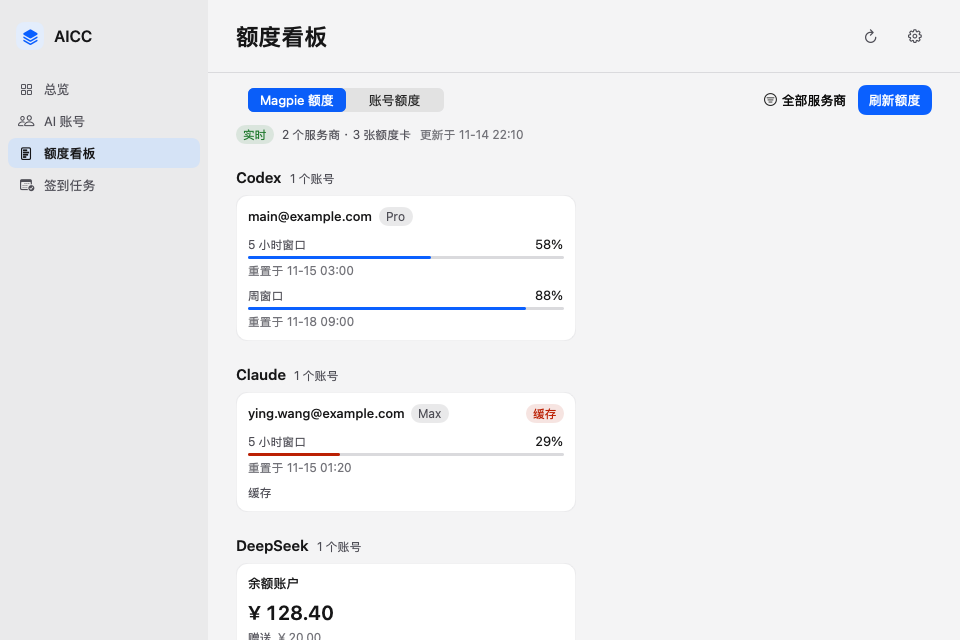 AICC
总览
AI 账号
额度看板
签到任务
额度看板
Magpie 额度
账号额度
全部服务商
刷新额度
实时 2 个服务商 · 3 张额度卡 更新于 11-14 22:10
Codex 1 个账号
main@example.com Pro
5 小时窗口 58%
重置于 11-15 03:00
周窗口 88%
重置于 11-18 09:00
Claude 1 个账号
ying.wang@example.com Max 缓存
5 小时窗口 29%
重置于 11-15 01:20
缓存
DeepSeek 1 个账号
余额账户
¥ 128.40
赠送 ¥ 20.00